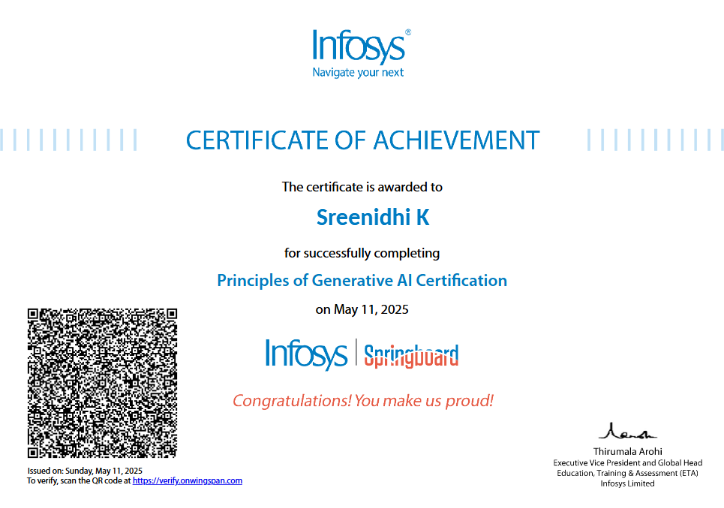 Infosys®
Navigate your next
CERTIFICATE OF ACHIEVEMENT
The certificate is awarded to
Sreenidhi K
for successfully completing
Principles of Generative AI Certification
on May 11, 2025
Infosys | Springboard
Congratulations! You make us proud!
Issued on: Sunday, May 11, 2025
To verify, scan the QR code at https://verify.onwingspan.com
Thirumala Arohi
Executive Vice President and Global Head
Education, Training & Assessment (ETA)
Infosys Limited